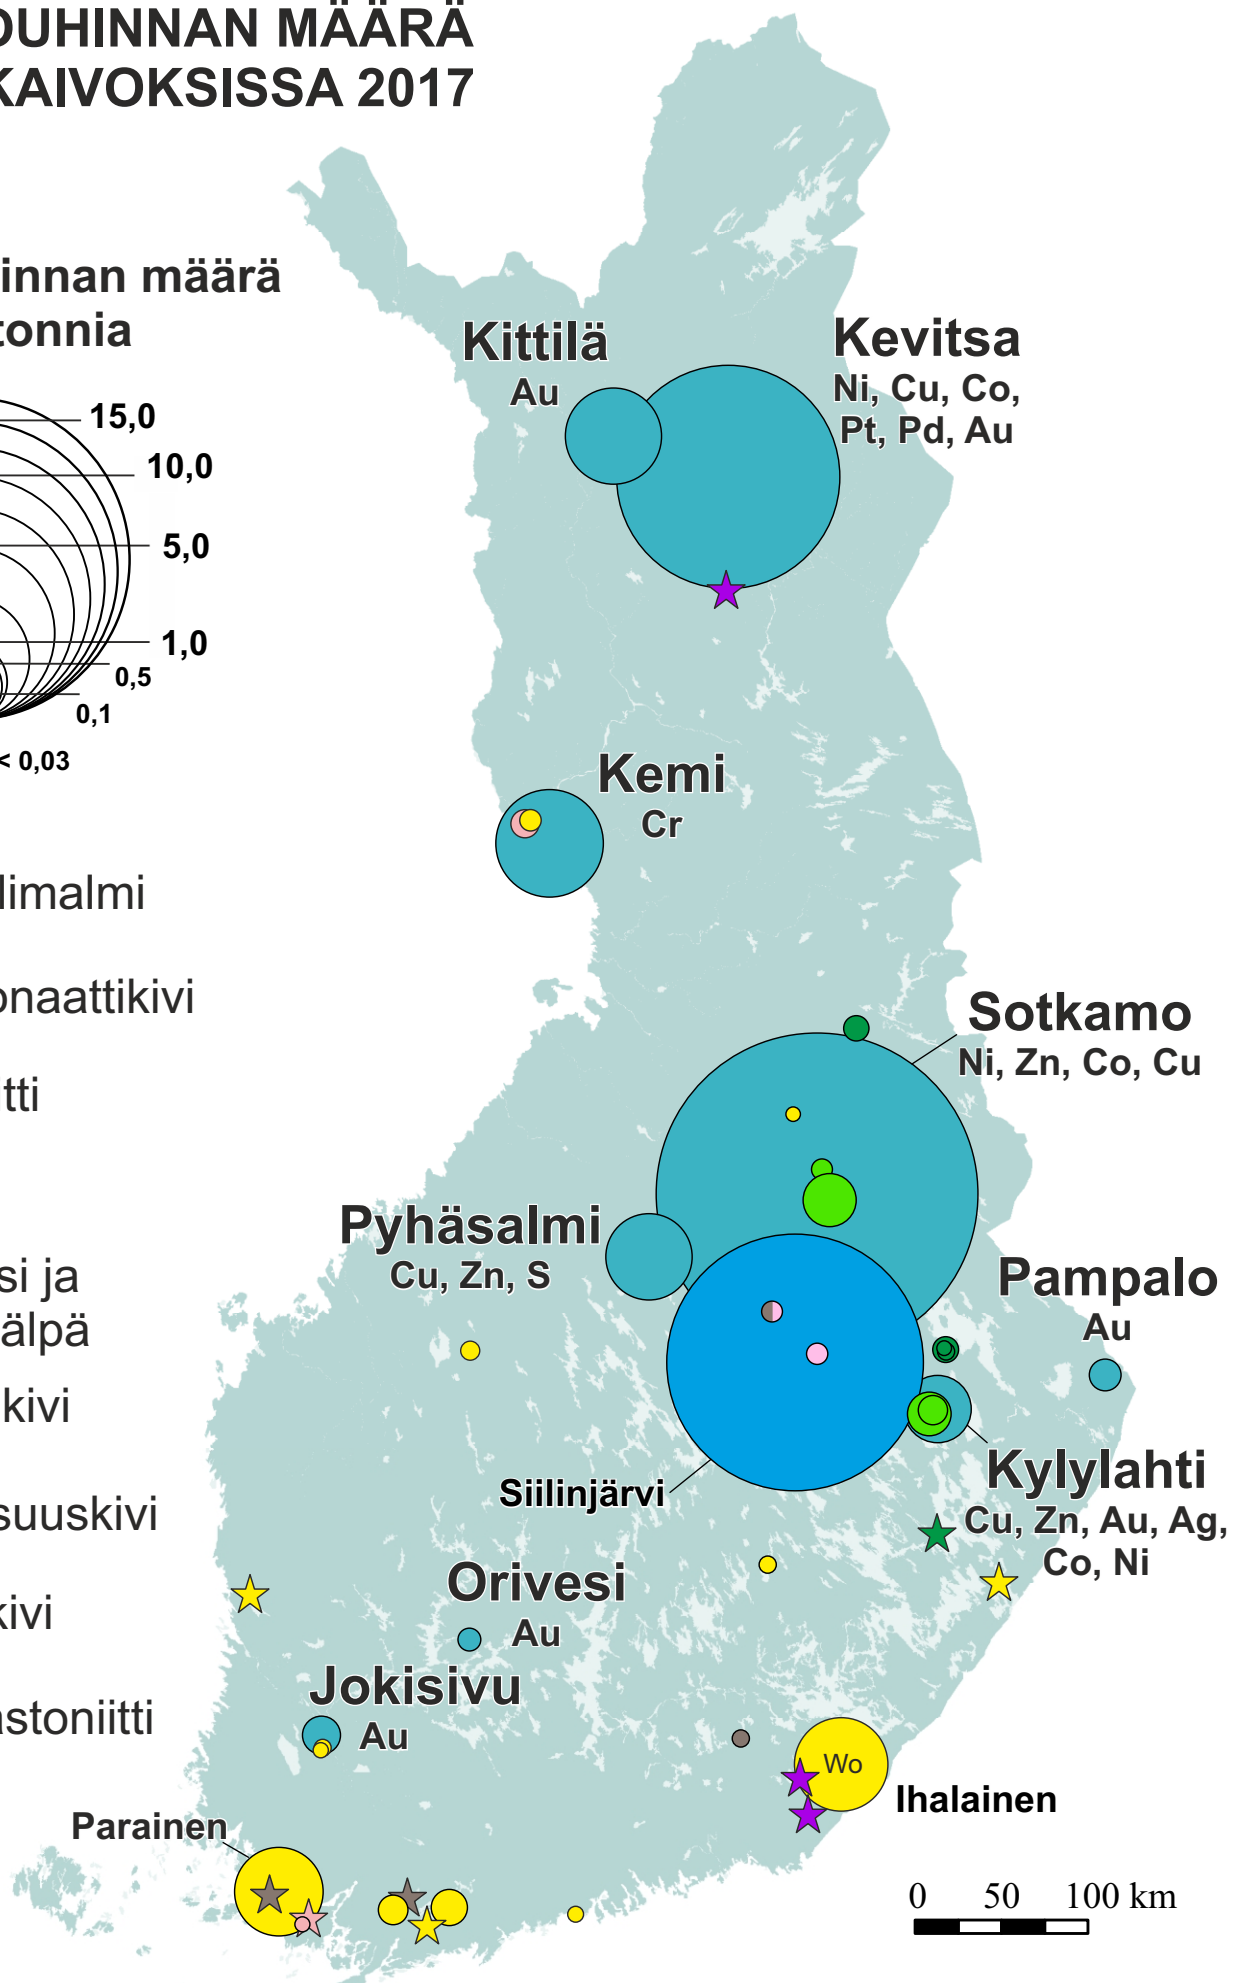 OUHINNAN MÄÄRÄ
KAIVOKSISSA 2017
innan määrä
tonnia
15,0
10,0
5,0
1,0
0,5
0,1
< 0,03
Kittilä
Au
Kevitsa
Ni, Cu, Co,
Pt, Pd, Au
Kemi
Cr
limalmi
onaattikivi
tti
si ja
älpä
kivi
suuskivi
kivi
astoniitti
Sotkamo
Ni, Zn, Co, Cu
Pyhäsalmi
Cu, Zn, S
Pampalo
Au
Siilinjärvi
Kylylahti
Cu, Zn, Au, Ag,
Co, Ni
Orivesi
Au
Jokisivu
Au
Wo
Ihalainen
Parainen
0 50 100 km